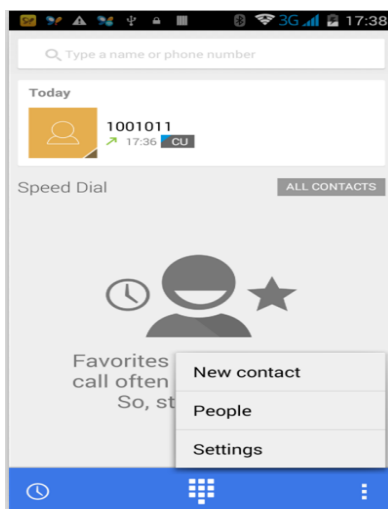 3G 17:38
Type a name or phone number
Today
1001011
17:36 CU
Speed Dial ALL CONTACTS
Favorites
call often
So, st
New contact
People
Settings